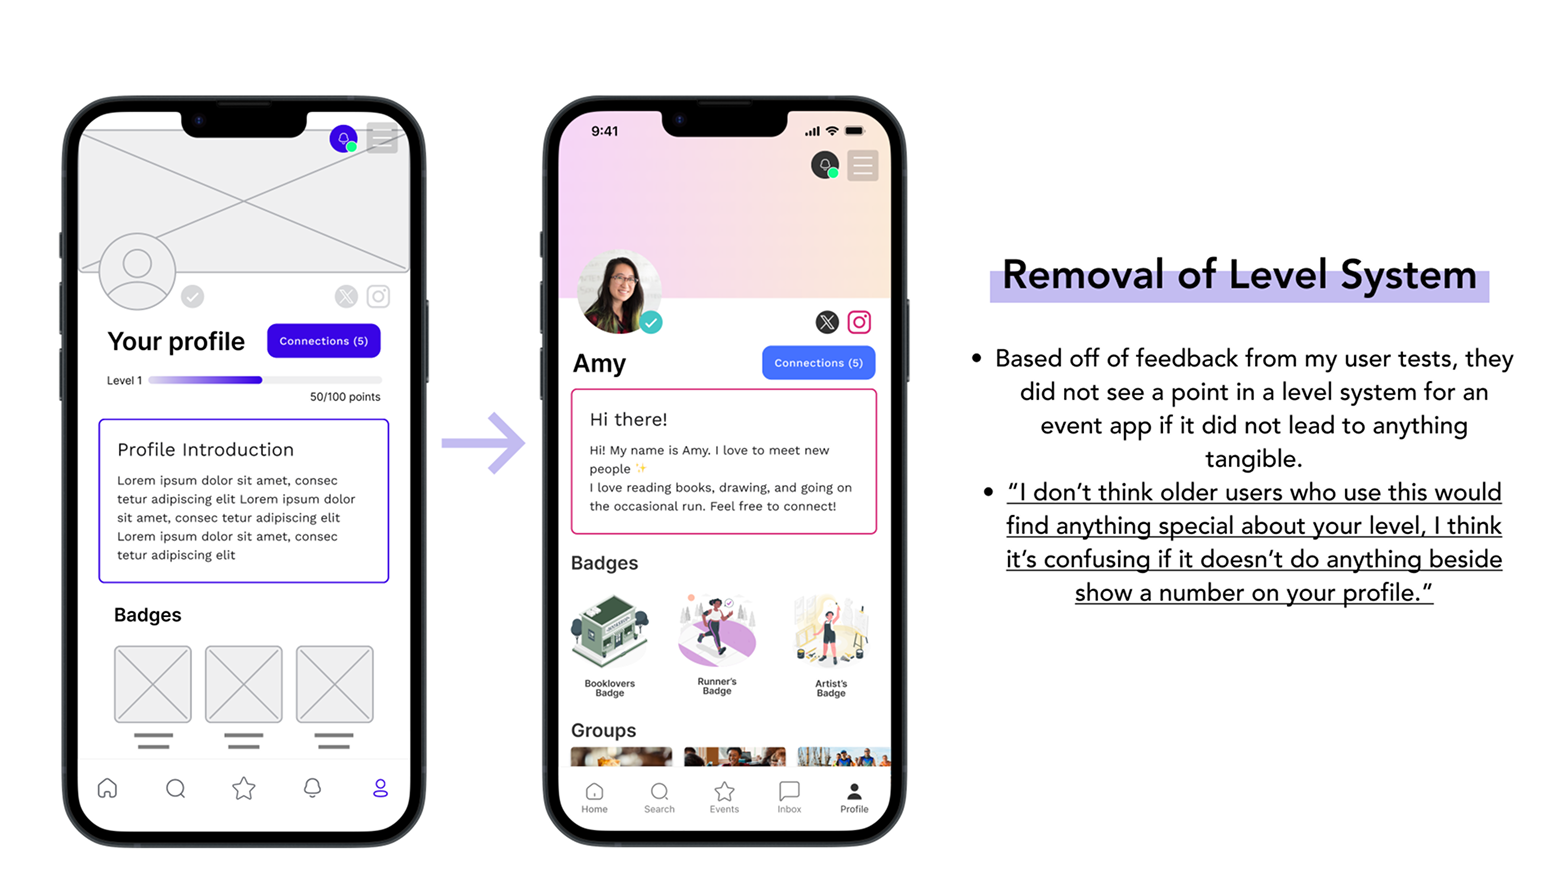 Your profile
Connections (5)
Level 1
50/100 points
Profile Introduction
Lorem ipsum dolor sit amet, consec
tetur adipiscing elit Lorem ipsum dolor
sit amet, consec tetur adipiscing elit
Lorem ipsum dolor sit amet, consec
tetur adipiscing elit
Badges
9:41
Amy
Connections (5)
Hi there!
Hi! My name is Amy. I love to meet new
people ✨
I love reading books, drawing, and going on
the occasional run. Feel free to connect!
Badges
Booklovers
Badge
Runner's
Badge
Artist's
Badge
Groups
Home
Search
Events
Inbox
Profile
Removal of Level System
• Based off of feedback from my user tests, they
did not see a point in a level system for an
event app if it did not lead to anything
tangible.
• “I don’t think older users who use this would
find anything special about your level, I think
it’s confusing if it doesn’t do anything beside
show a number on your profile.“